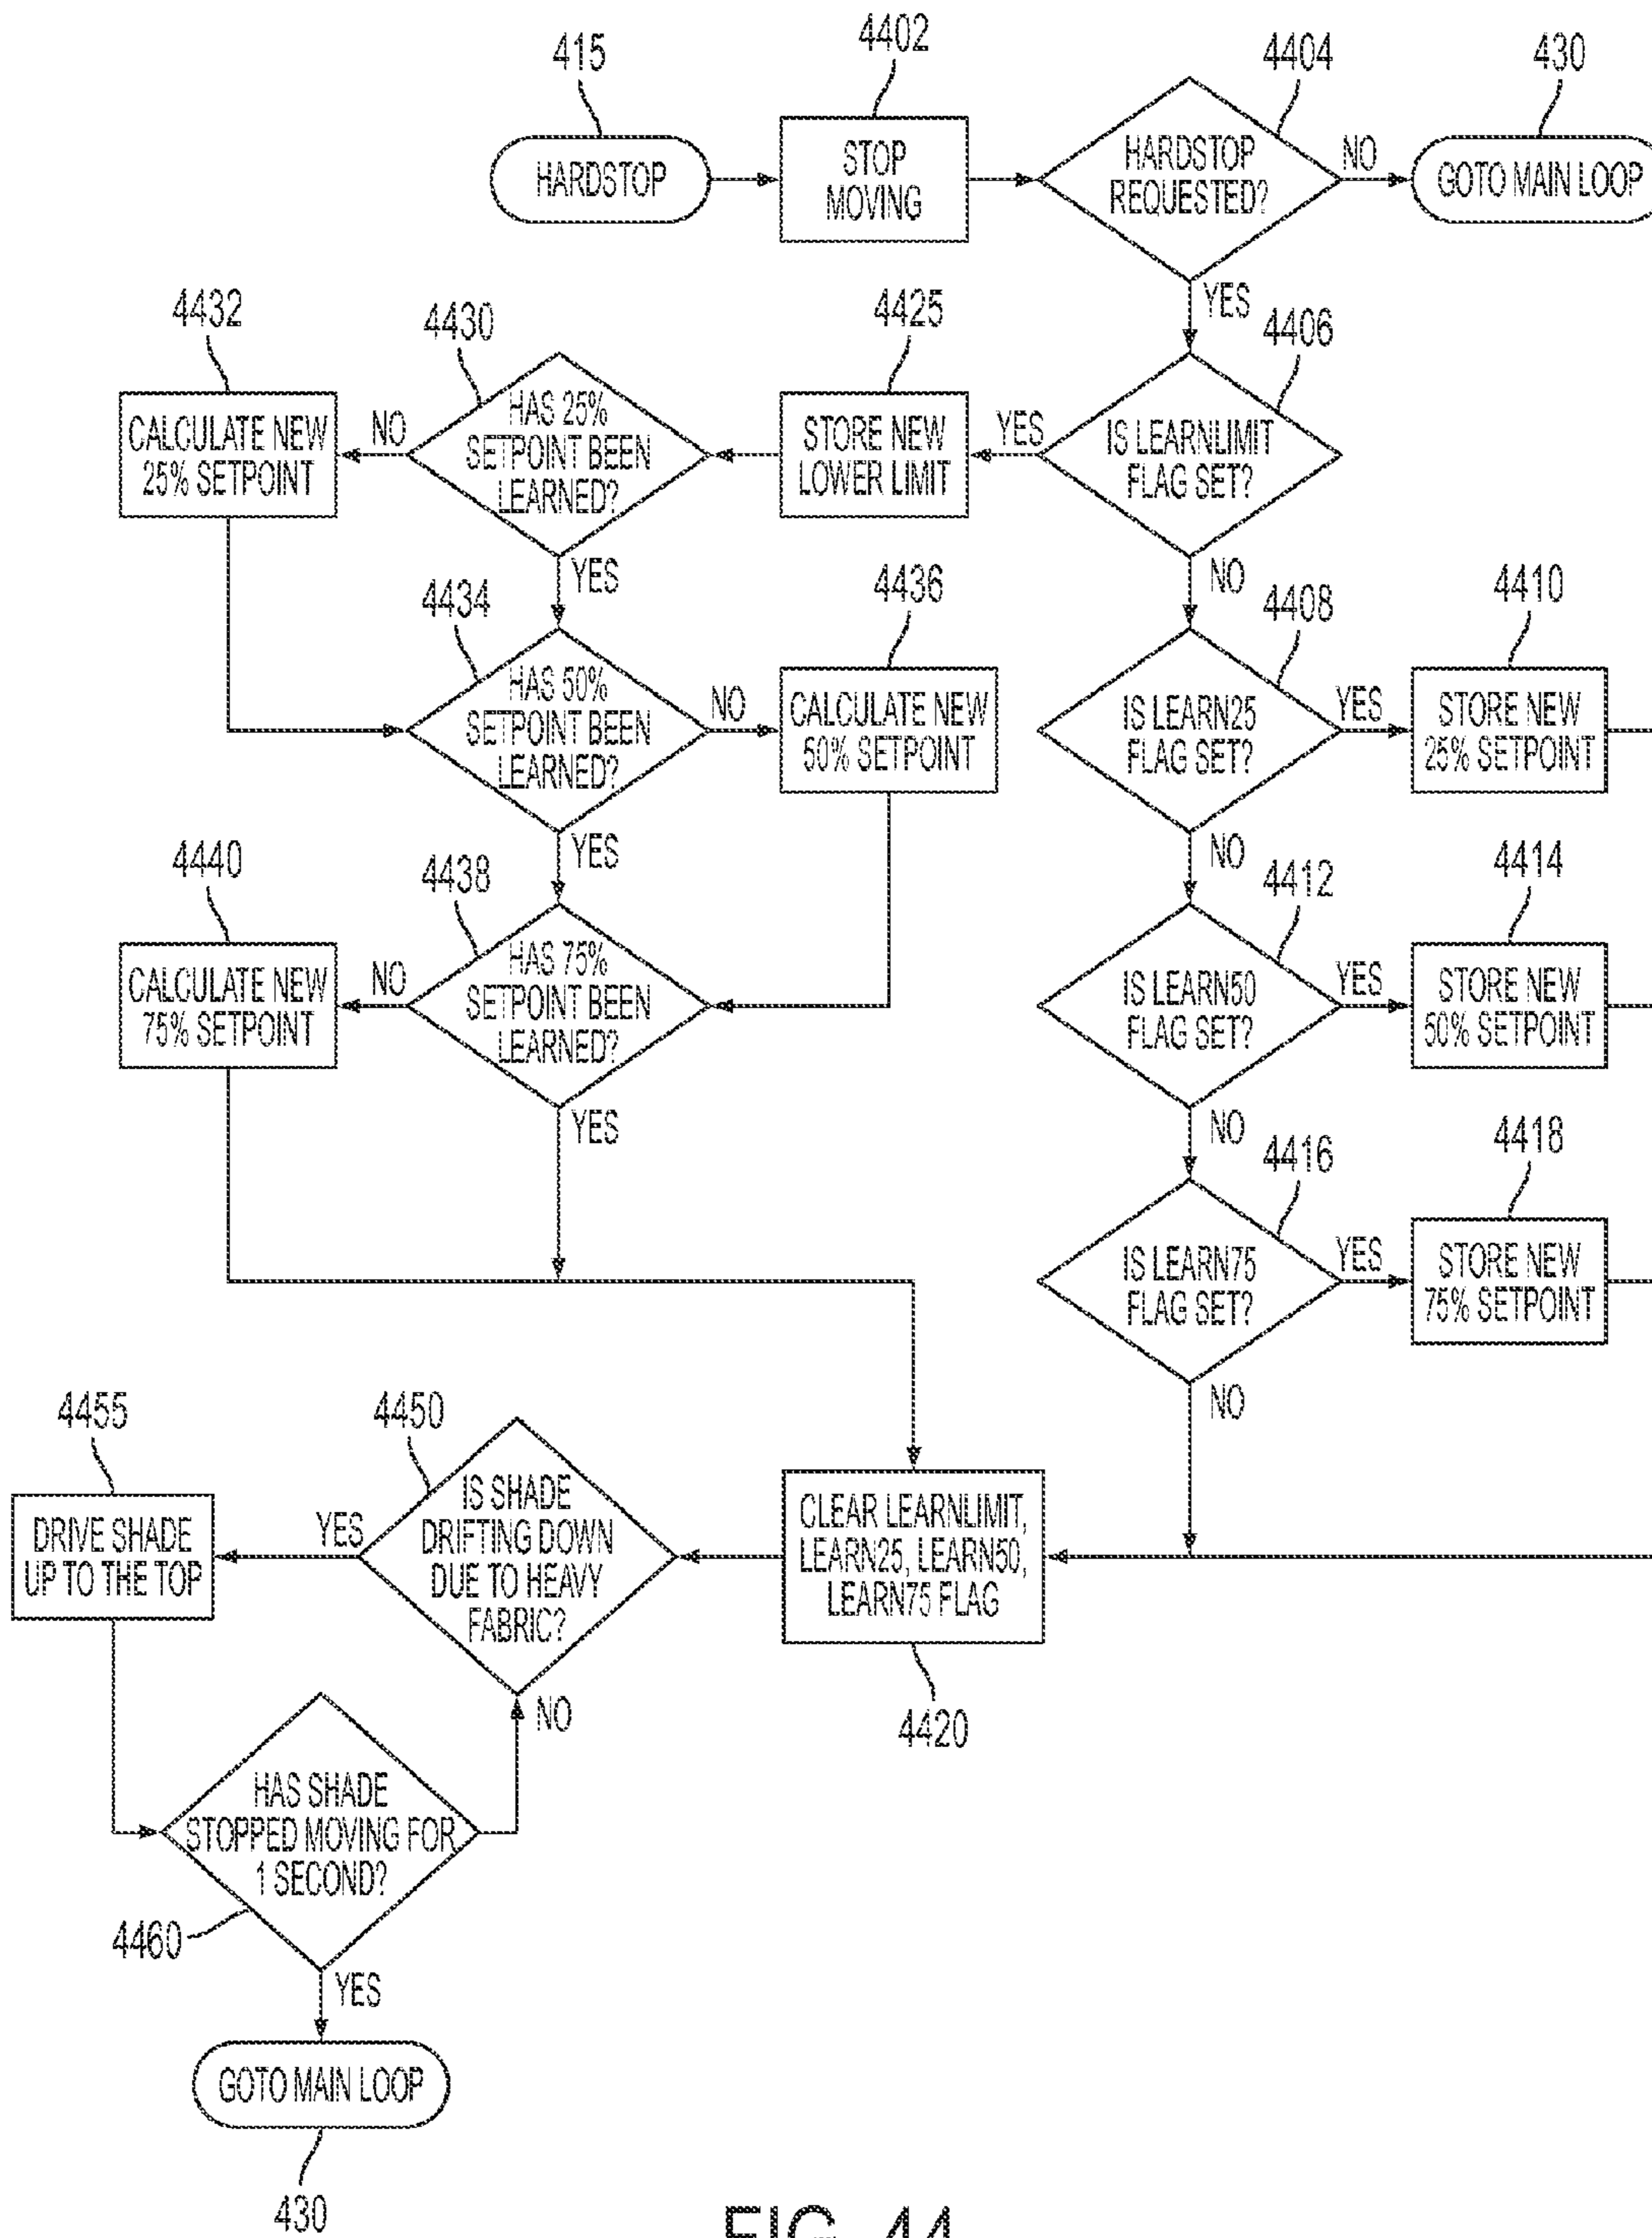 415
4402
4404
430
HARDSTOP
STOP
MOVING
HARDSTOP
REQUESTED?
NO
GOTO MAIN LOOP
YES
4432
4430
4425
4406
CALCULATE NEW
25% SETPOINT
NO
HAS 25%
SETPOINT BEEN
LEARNED?
STORE NEW
LOWER LIMIT
YES
IS LEARNLIMIT
FLAG SET?
YES
NO
4434
4436
4408
4410
HAS 50%
SETPOINT BEEN
LEARNED?
NO
CALCULATE NEW
50% SETPOINT
IS LEARN25
FLAG SET?
YES
STORE NEW
25% SETPOINT
YES
NO
4440
4438
4412
4414
CALCULATE NEW
75% SETPOINT
NO
HAS 75%
SETPOINT BEEN
LEARNED?
IS LEARN50
FLAG SET?
YES
STORE NEW
50% SETPOINT
YES
NO
4416
4418
IS LEARN75
FLAG SET?
YES
STORE NEW
75% SETPOINT
NO
4455
4450
DRIVE SHADE
UP TO THE TOP
YES
IS SHADE
DRIFTING DOWN
DUE TO HEAVY
FABRIC?
CLEAR LEARNLIMIT,
LEARN25, LEARN50,
LEARN75 FLAG
NO
4420
HAS SHADE
STOPPED MOVING FOR
1 SECOND?
4460
YES
GOTO MAIN LOOP
430
FIG. 44